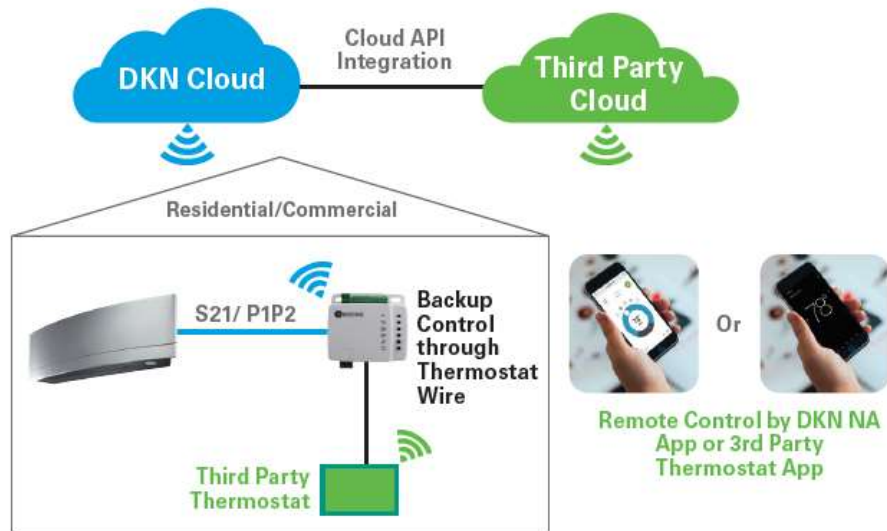 Cloud API
Integration
DKN Cloud
Third Party
Cloud
Residential/Commercial
S21/ P1P2
Backup
Control
through
Thermostat
Wire
Third Party
Thermostat
Or
78
Remote Control by DKN NA
App or 3rd Party
Thermostat App